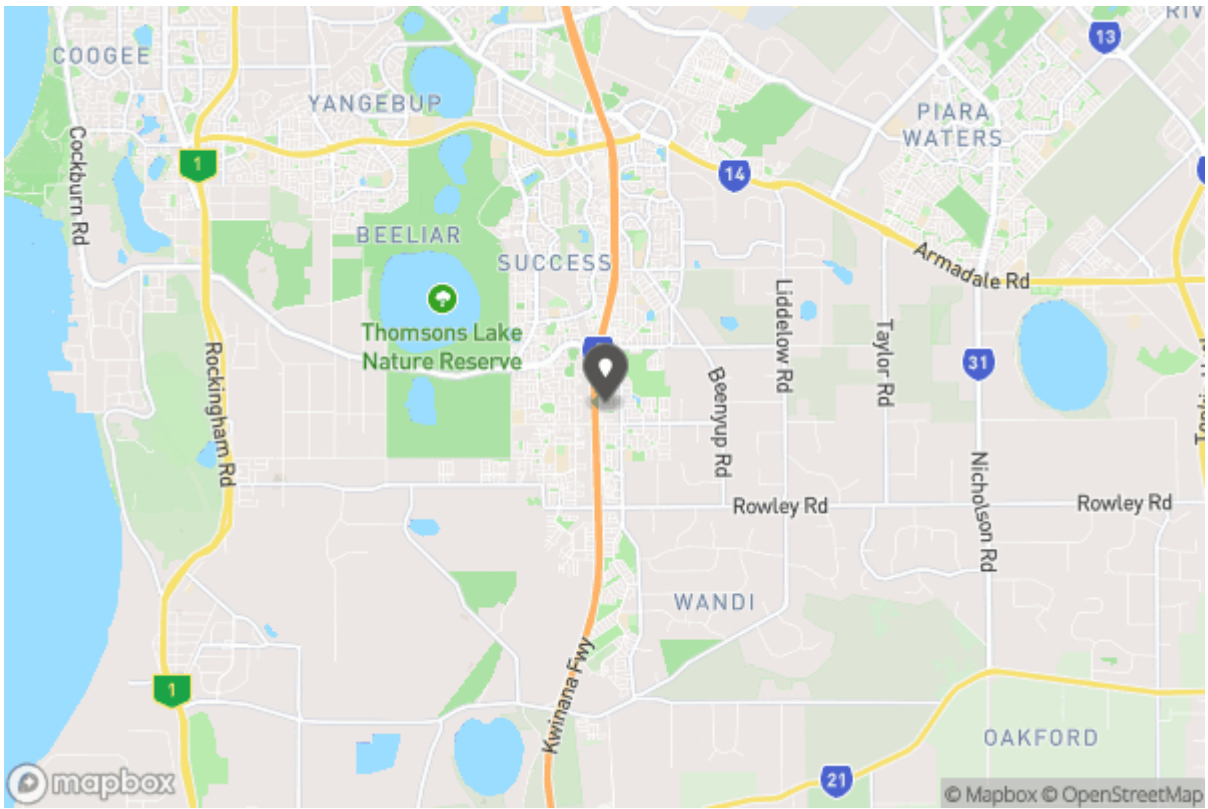 RIV
COOGEE
13
YANGEBUP
PIARA
WATERS
1
14
Cockburn Rd
BEELIAR
SUCCESS
Armadale Rd
Thomsons Lake
Nature Reserve
Liddelow Rd
Taylor Rd
31
Rockingham Rd
Beenyup Rd
Nicholson Rd
Rowley Rd
Rowley Rd
WANDI
Kwinana Fwy
1
OAKFORD
21
mapbox
© Mapbox © OpenStreetMap